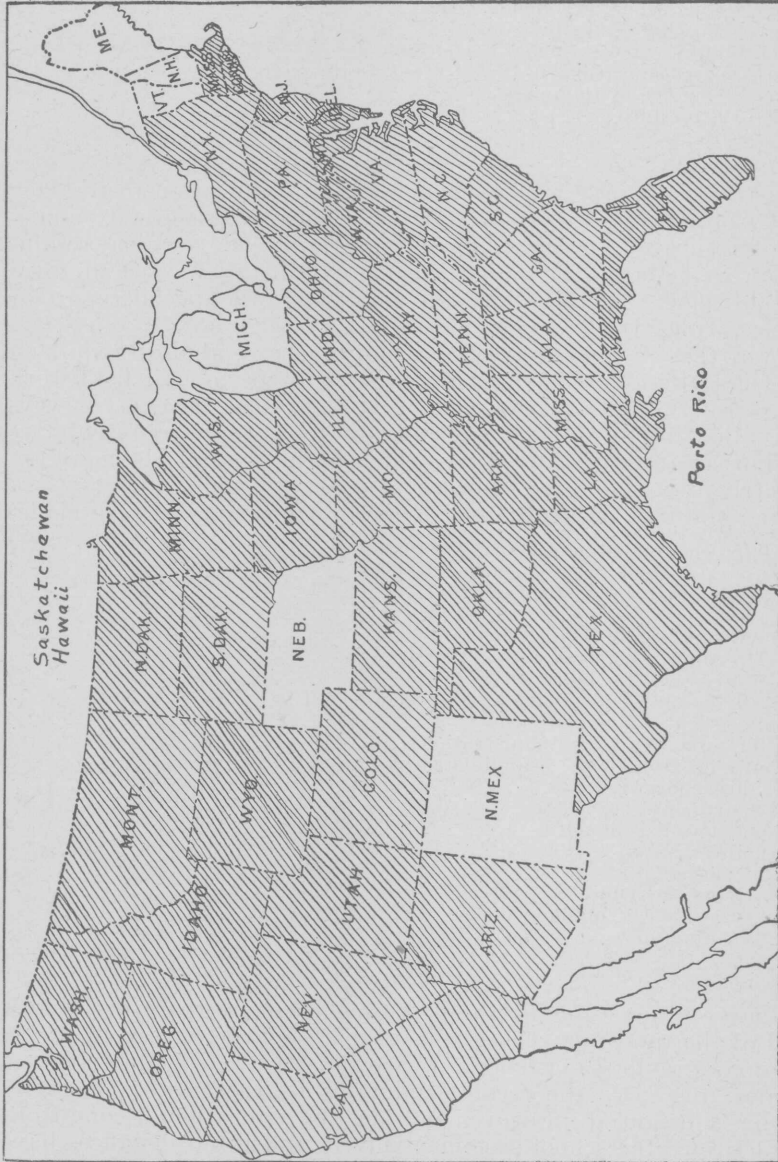 Saskatchewan
Hawaii
WASH.
OREG
CAL.
NEV.
IDAHO
MONT.
WYO.
UTAH
ARIZ.
COLO.
N.MEX
N.DAK
S.DAK.
NEB.
KANS.
OKLA.
TEX
MINN
IOWA
MO.
ARK.
LA.
WIS.
ILL.
MICH.
IND.
OHIO
KY.
TENN.
MISS.
ALA.
GA.
FLA.
S.C.
N.C.
VA.
W.VA.
MD.
DEL.
PA.
N.J.
N.Y.
CONN.
MASS.
VT.
N.H.
ME.
Porto Rico